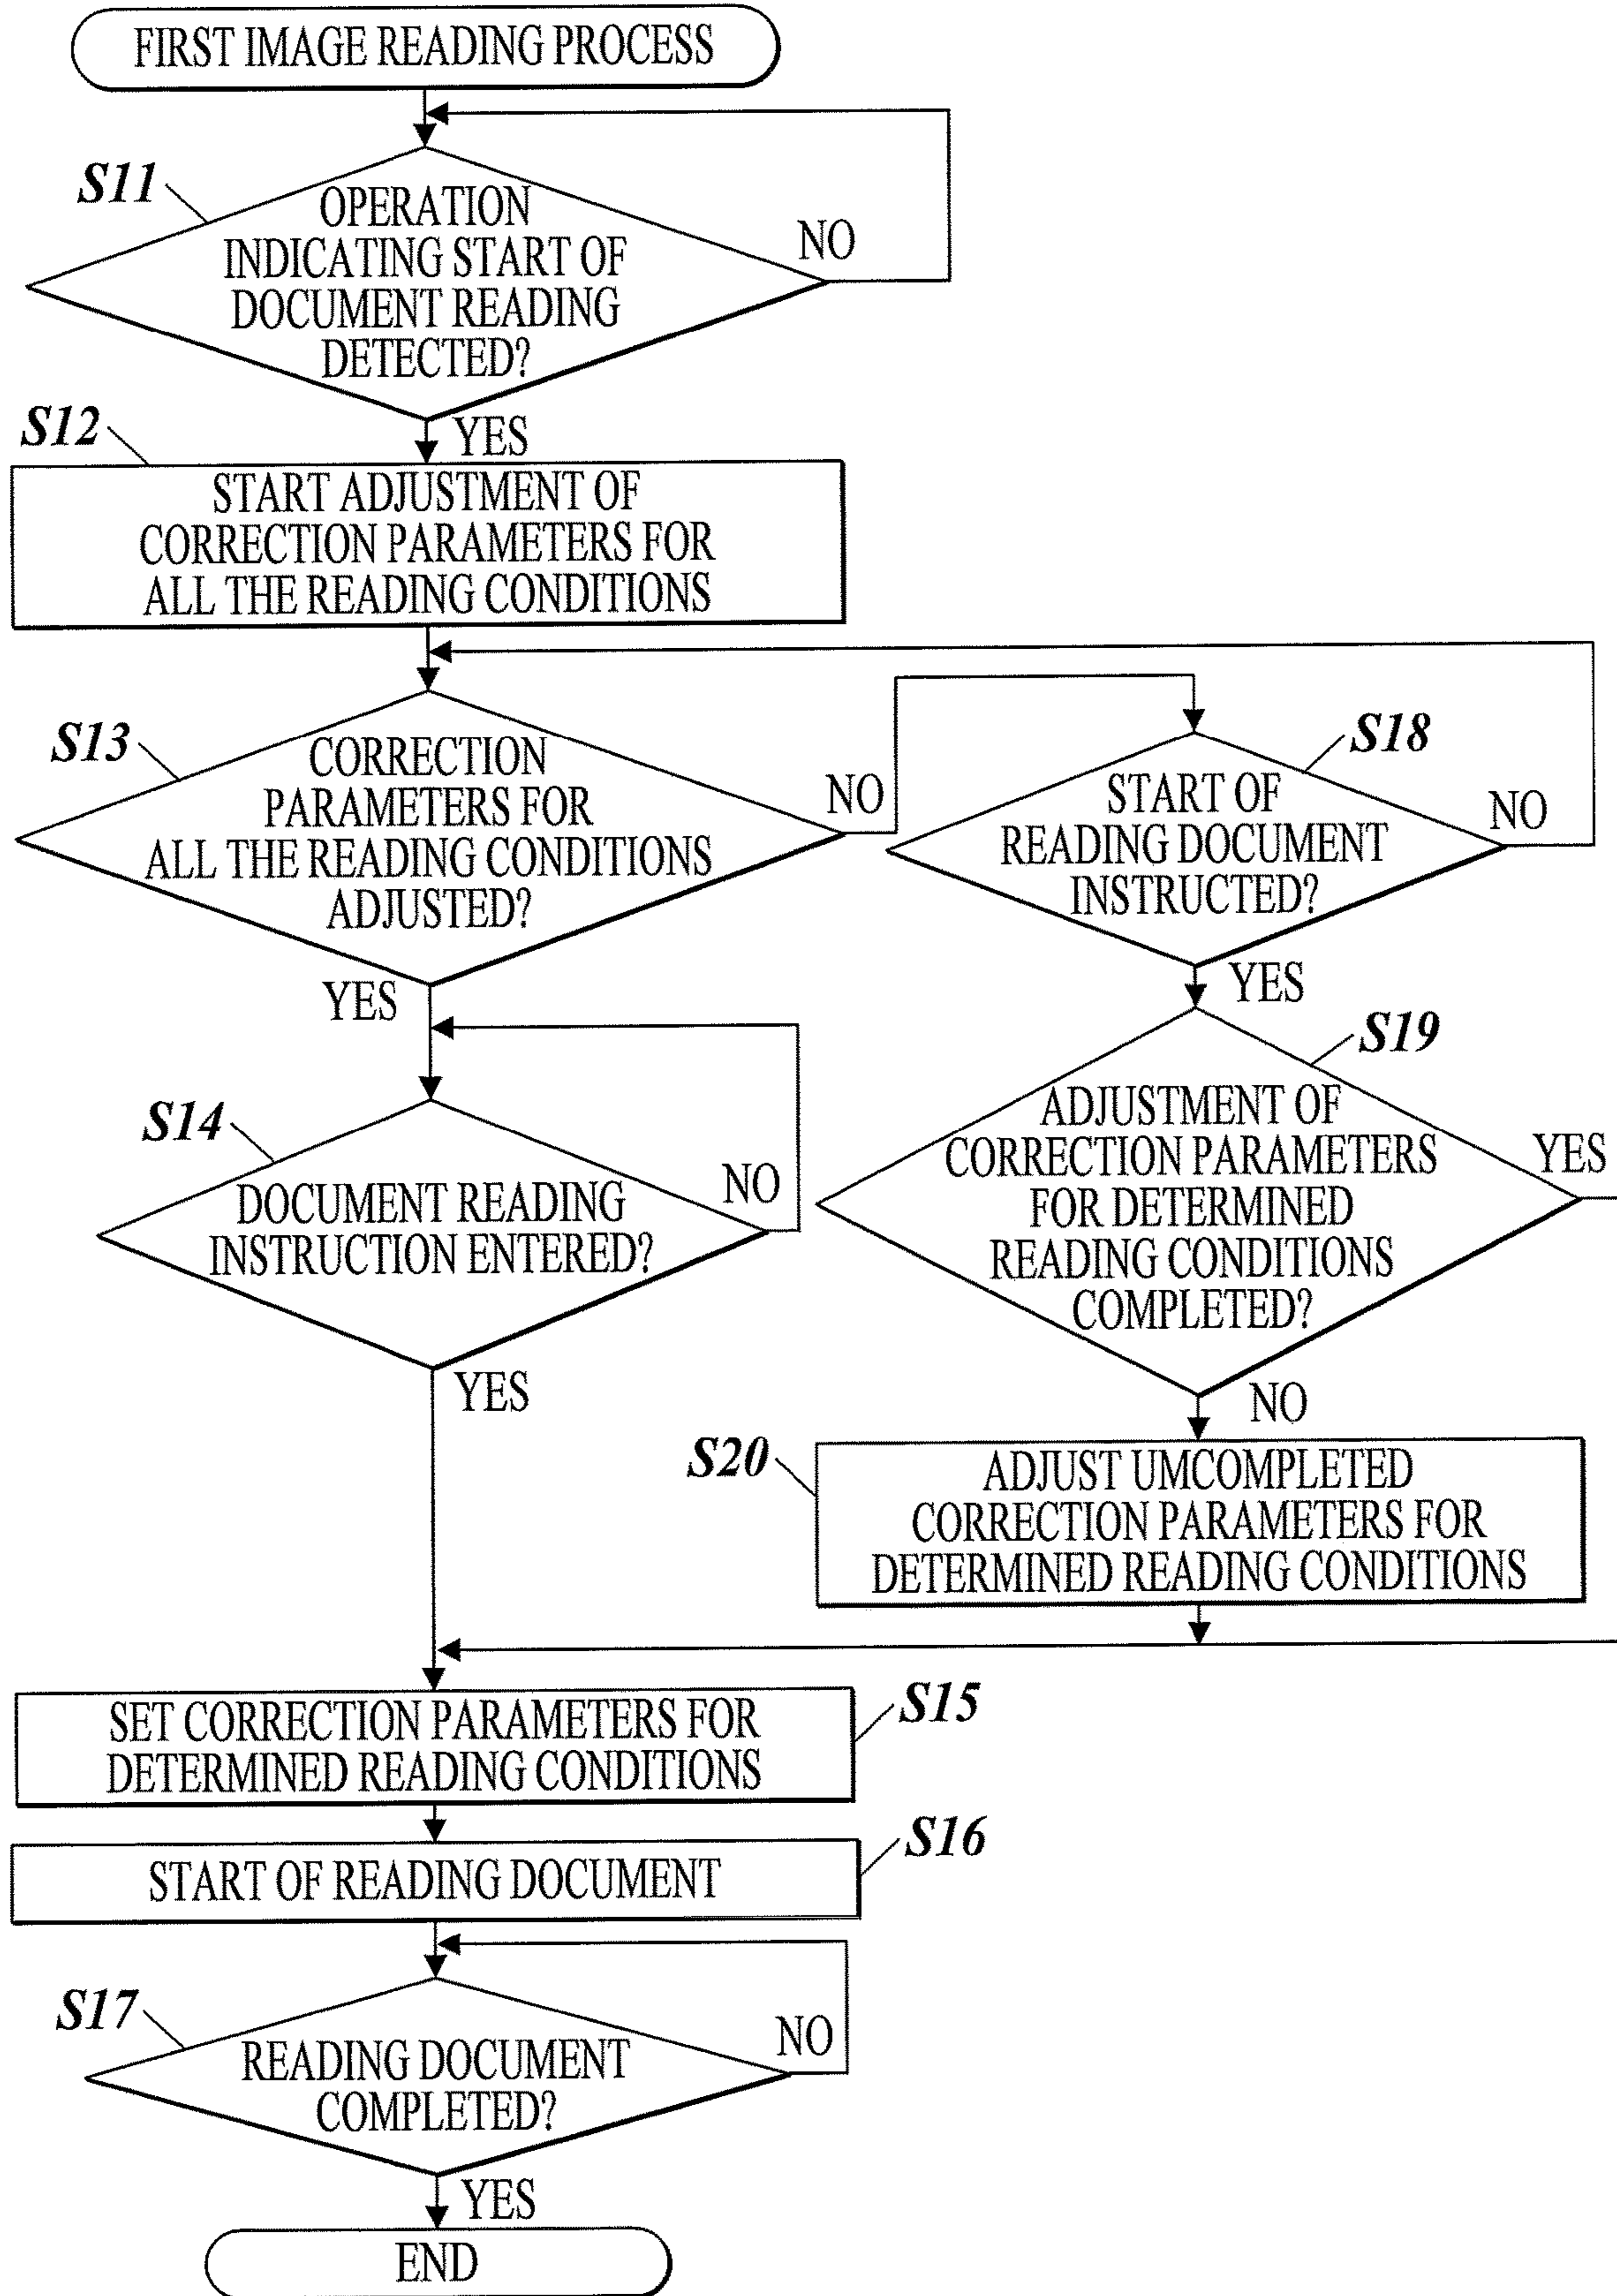 FIRST IMAGE READING PROCESS
S11
OPERATION
INDICATING START OF
DOCUMENT READING
DETECTED?
NO
YES
S12
START ADJUSTMENT OF
CORRECTION PARAMETERS FOR
ALL THE READING CONDITIONS
S13
CORRECTION
PARAMETERS FOR
ALL THE READING CONDITIONS
ADJUSTED?
NO
YES
S18
START OF
READING DOCUMENT
INSTRUCTED?
NO
YES
S14
DOCUMENT READING
INSTRUCTION ENTERED?
NO
YES
S19
ADJUSTMENT OF
CORRECTION PARAMETERS
FOR DETERMINED
READING CONDITIONS
COMPLETED?
YES
NO
S20
ADJUST UMCOMPLETED
CORRECTION PARAMETERS FOR
DETERMINED READING CONDITIONS
SET CORRECTION PARAMETERS FOR
DETERMINED READING CONDITIONS
S15
START OF READING DOCUMENT
S16
S17
READING DOCUMENT
COMPLETED?
NO
YES
END